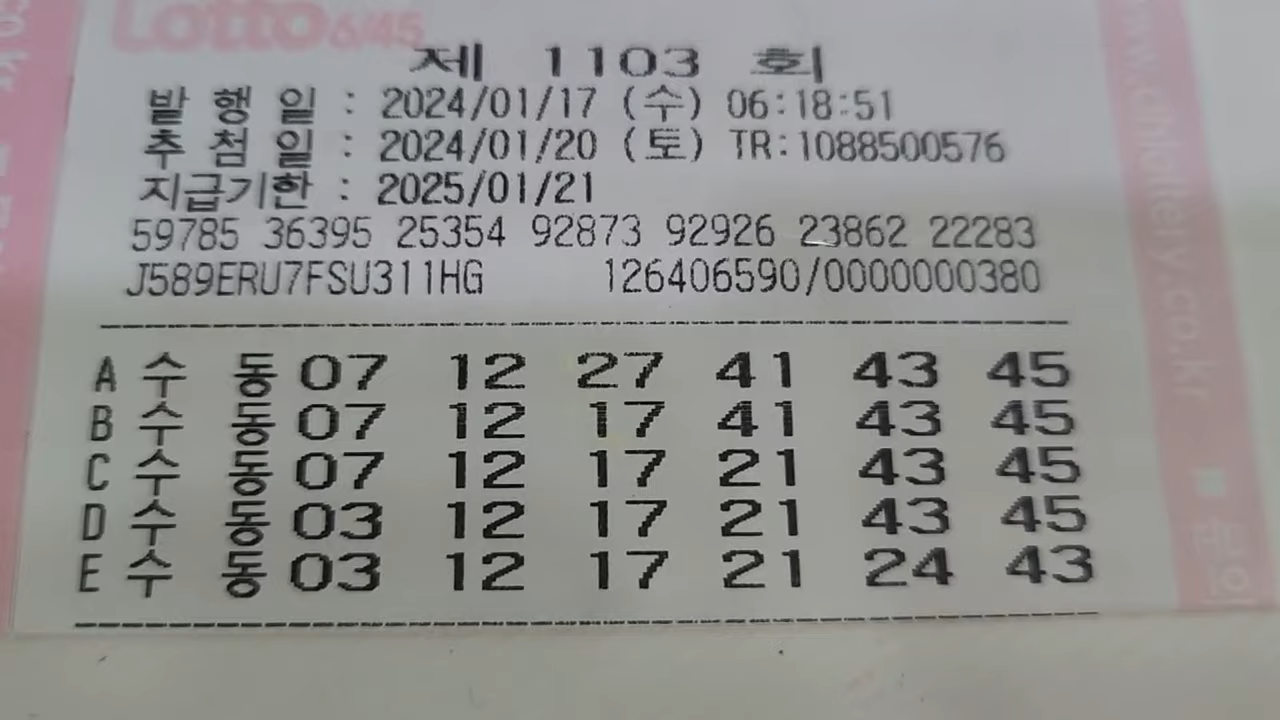 Lotto 6/45
제 1103 회
발 행 일 : 2024/01/17 (수) 06:18:51
추 첨 일 : 2024/01/20 (토) TR:1088500576
지급기한 : 2025/01/21
59785 36395 25354 92873 92926 23862 22283
J589ERU7FSU311HG 126406590/0000000380
A 수 동 07 12 27 41 43 45
B 수 동 07 12 17 41 43 45
C 수 동 07 12 17 21 43 45
D 수 동 03 12 17 21 43 45
E 수 동 03 12 17 21 24 43